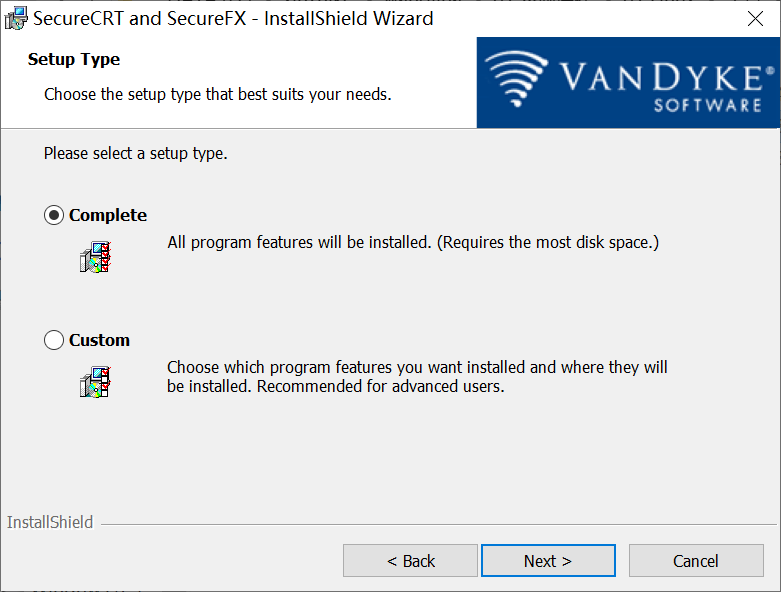 SecureCRT and SecureFX - InstallShield Wizard
Setup Type
Choose the setup type that best suits your needs.
VANDYKE®
SOFTWARE
Please select a setup type.
Complete
All program features will be installed. (Requires the most disk space.)
Custom
Choose which program features you want installed and where they will
be installed. Recommended for advanced users.
InstallShield
< Back
Next >
Cancel